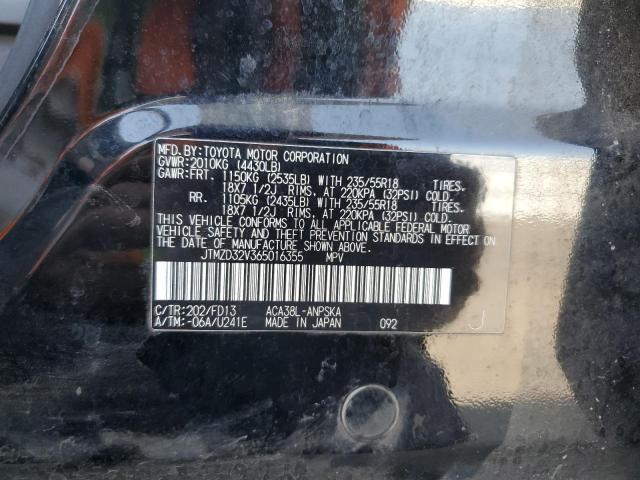 MFD.BY: TOYOTA MOTOR CORPORATION
GVWR:2010KG (4430LB)
GAWR:FRT. 1150KG (2535LB) WITH 235/55R18 TIRES.
18X7 1/2J RIMS. AT 220KPA (32PSI) COLD.
RR. 1105KG (2435LB) WITH 235/55R18 TIRES.
18X7 1/2J RIMS. AT 220KPA (32PSI) COLD.
THIS VEHICLE CONFORMS TO ALL APPLICABLE FEDERAL MOTOR
VEHICLE SAFETY AND THEFT PREVENTION STANDARDS IN EFFECT
ON THE DATE OF MANUFACTURE SHOWN ABOVE.
JTMZD32V365016355 MPV
C/TR:202/FD13 ACA38L-ANPSKA
A/TM:-06A/U241E MADE IN JAPAN 092
J